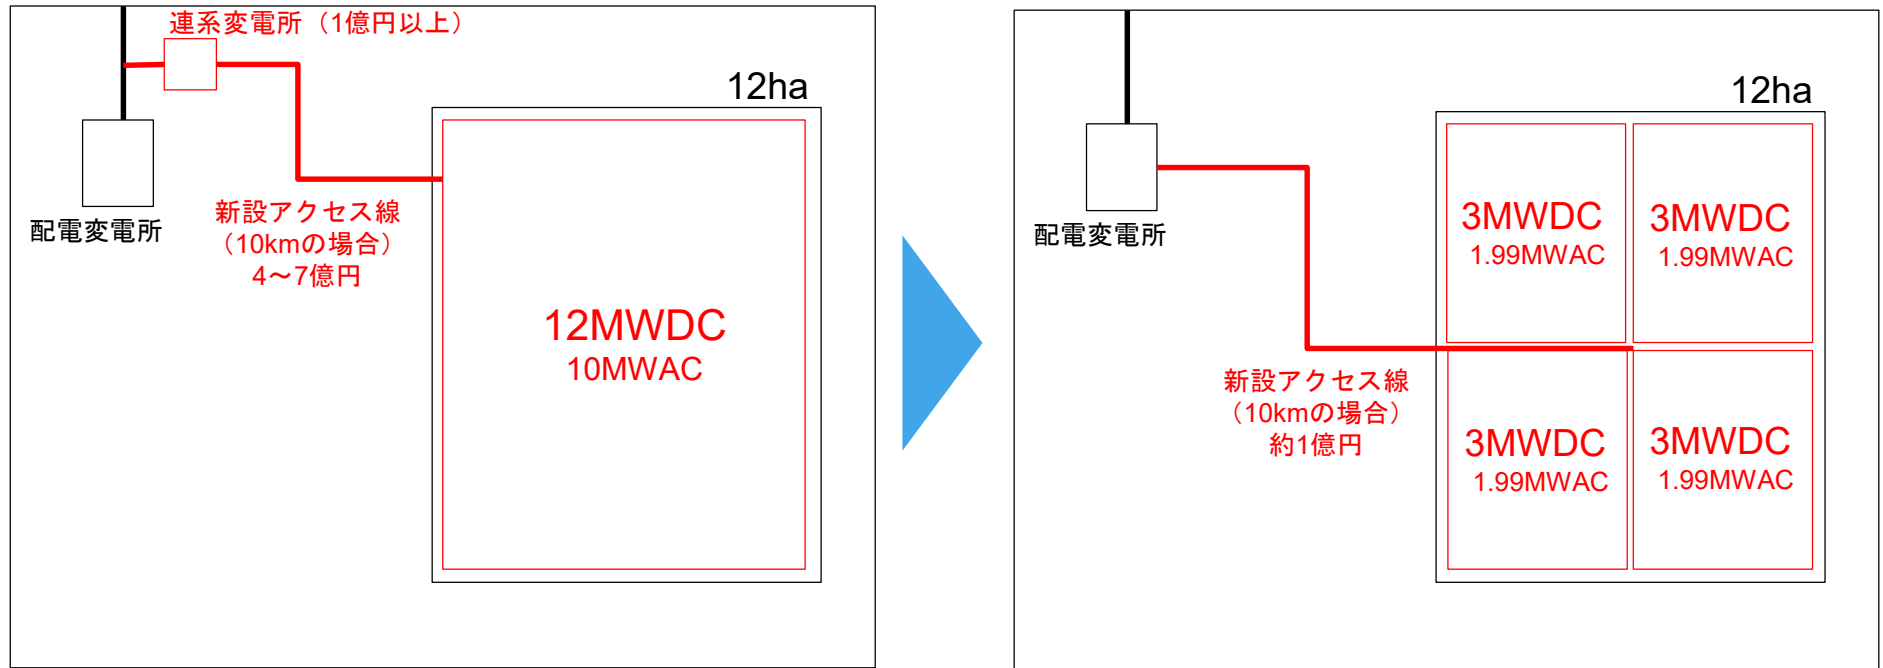 連系変電所（1億円以上）
12ha
配電変電所
新設アクセス線
（10kmの場合）
4～7億円
12MWDC
10MWAC
12ha
配電変電所
3MWDC
1.99MWAC
3MWDC
1.99MWAC
新設アクセス線
（10kmの場合）
約1億円
3MWDC
1.99MWAC
3MWDC
1.99MWAC